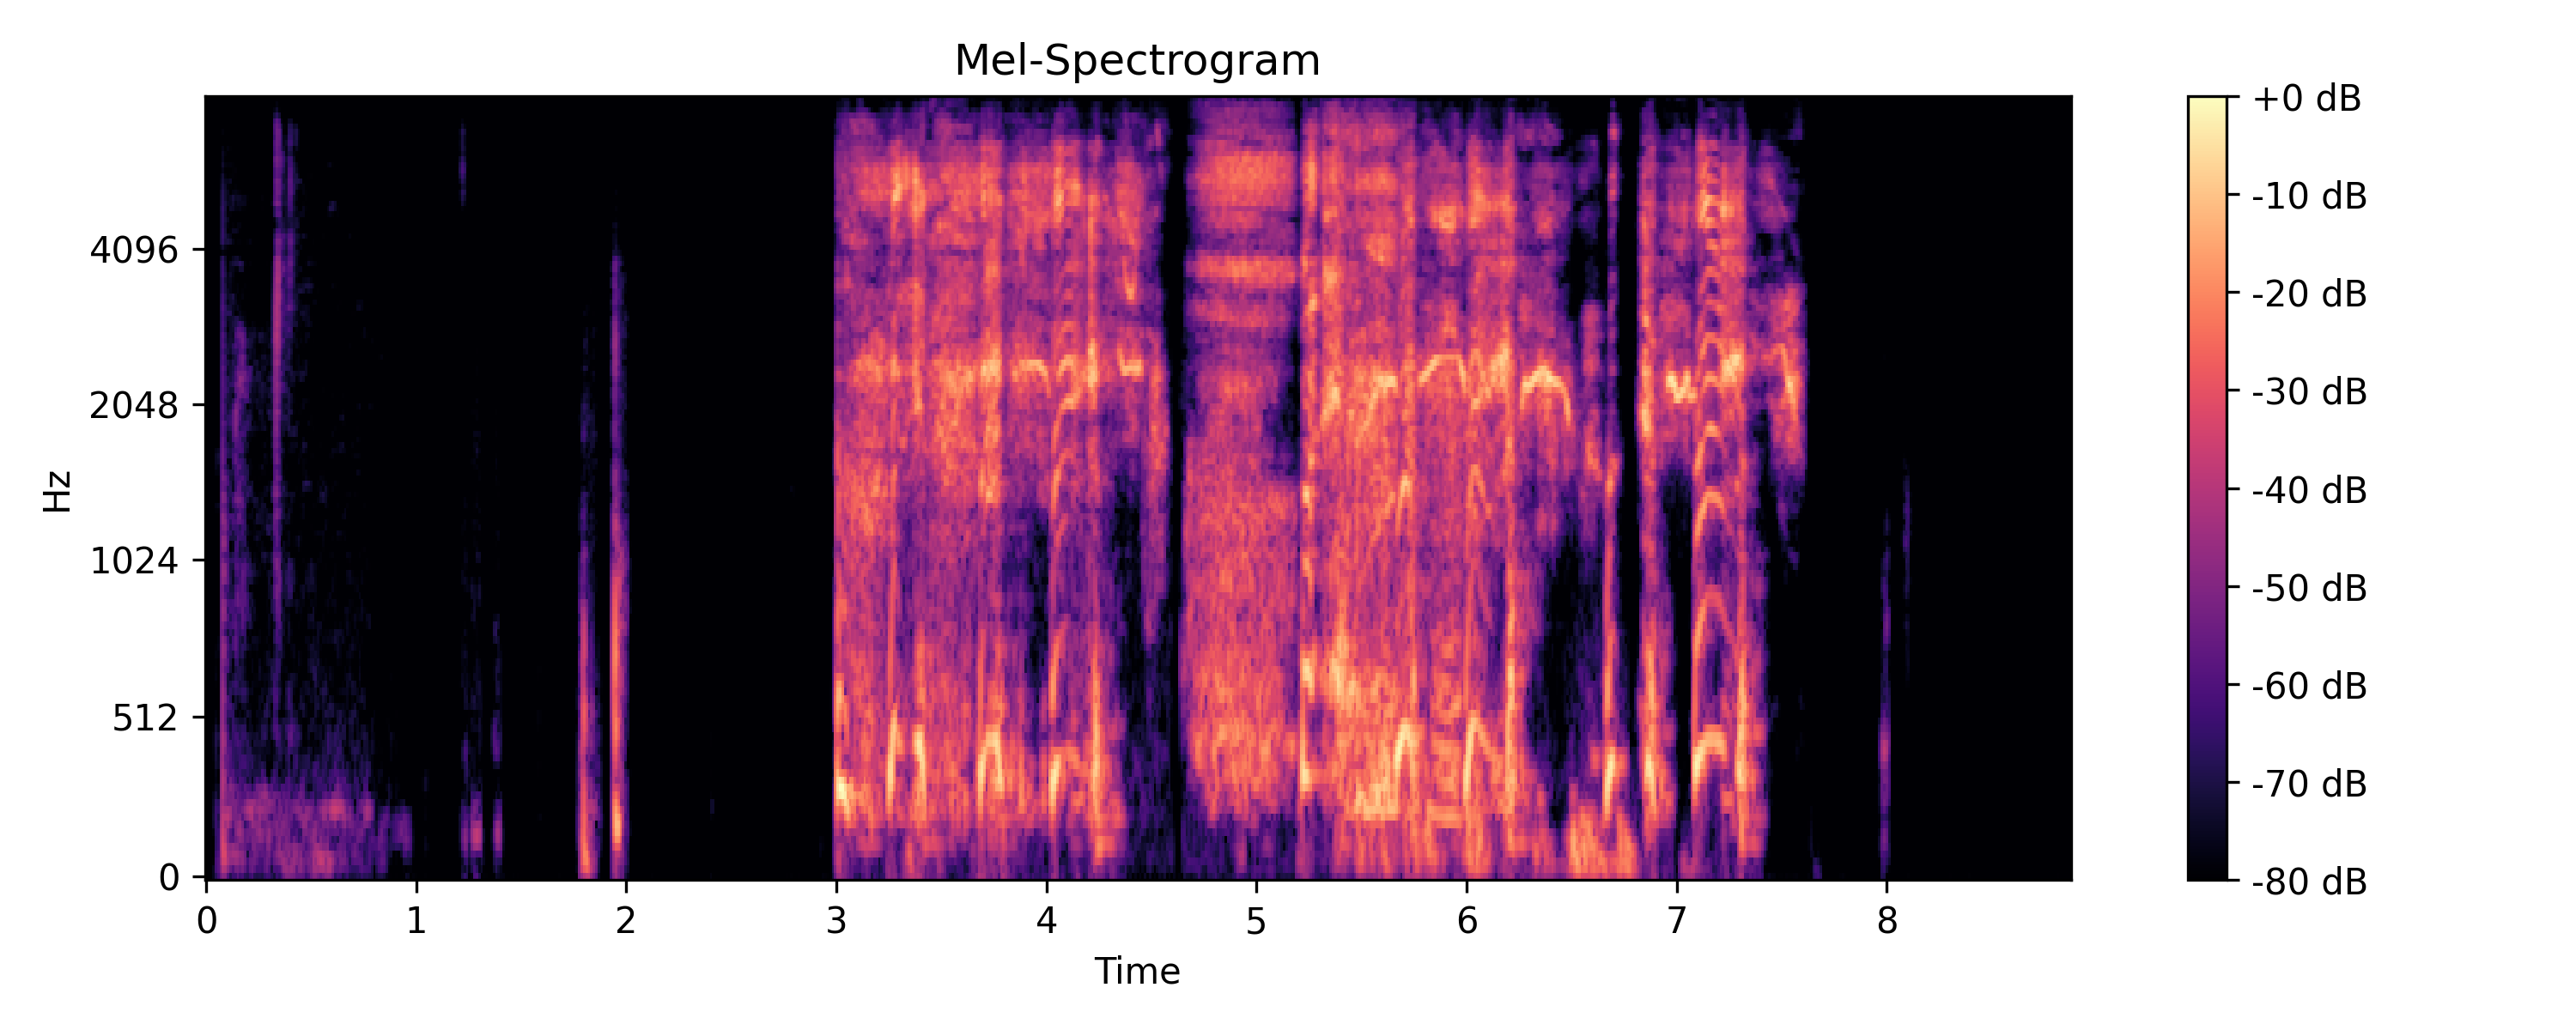 Mel-Spectrogram
+0 dB
-10 dB
-20 dB
-30 dB
-40 dB
-50 dB
-60 dB
-70 dB
-80 dB
4096
2048
1024
512
0
Hz
0 1 2 3 4 5 6 7 8
Time